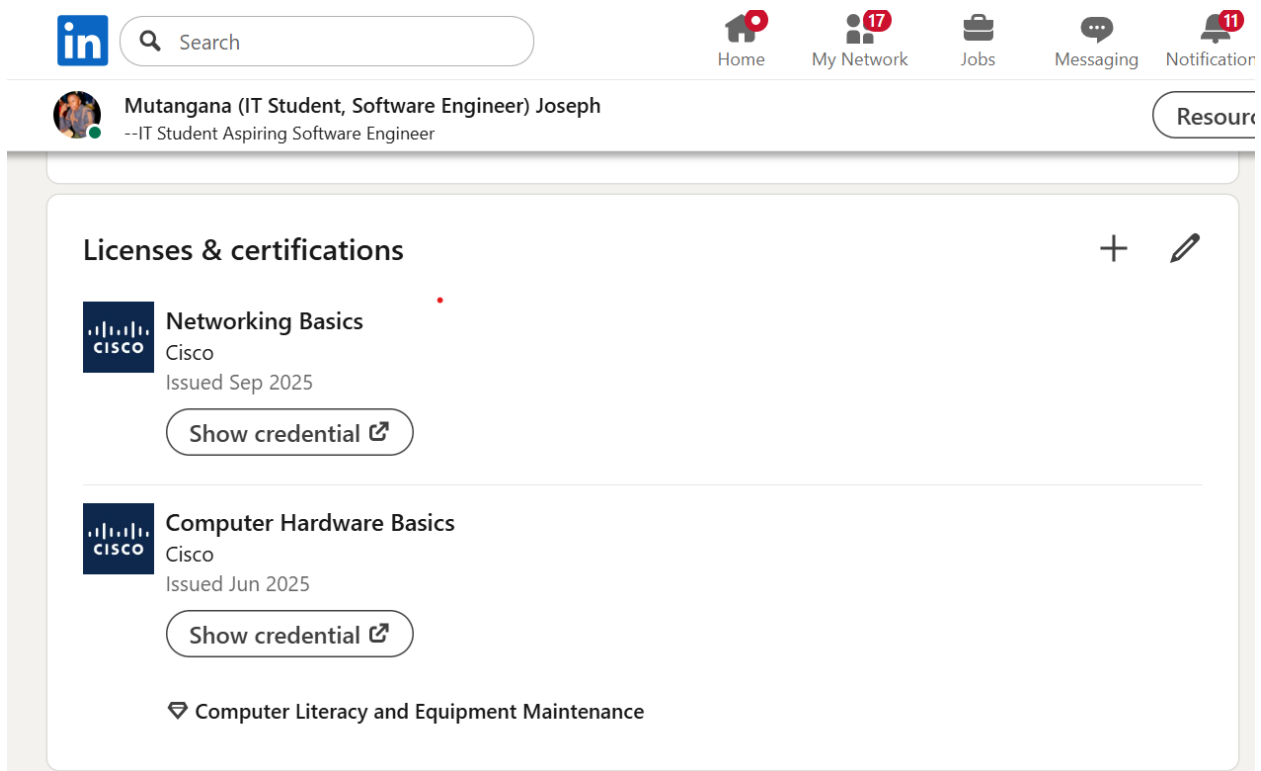 in
Search
17
11
Home
My Network
Jobs
Messaging
Notification
Mutangana (IT Student, Software Engineer) Joseph
--IT Student Aspiring Software Engineer
Resourc
Licenses & certifications
CISCO
Networking Basics
Cisco
Issued Sep 2025
Show credential
CISCO
Computer Hardware Basics
Cisco
Issued Jun 2025
Show credential
Computer Literacy and Equipment Maintenance